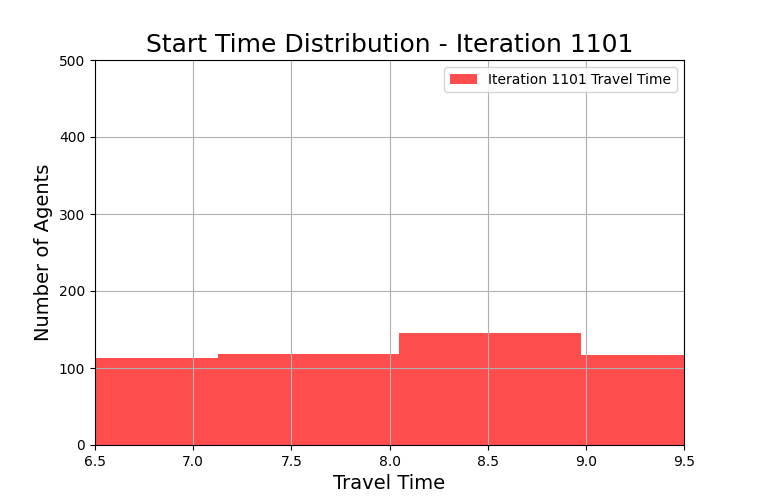 Start Time Distribution - Iteration 1101
500
400
300
200
100
0
Number of Agents
Iteration 1101 Travel Time
6.5 7.0 7.5 8.0 8.5 9.0 9.5
Travel Time